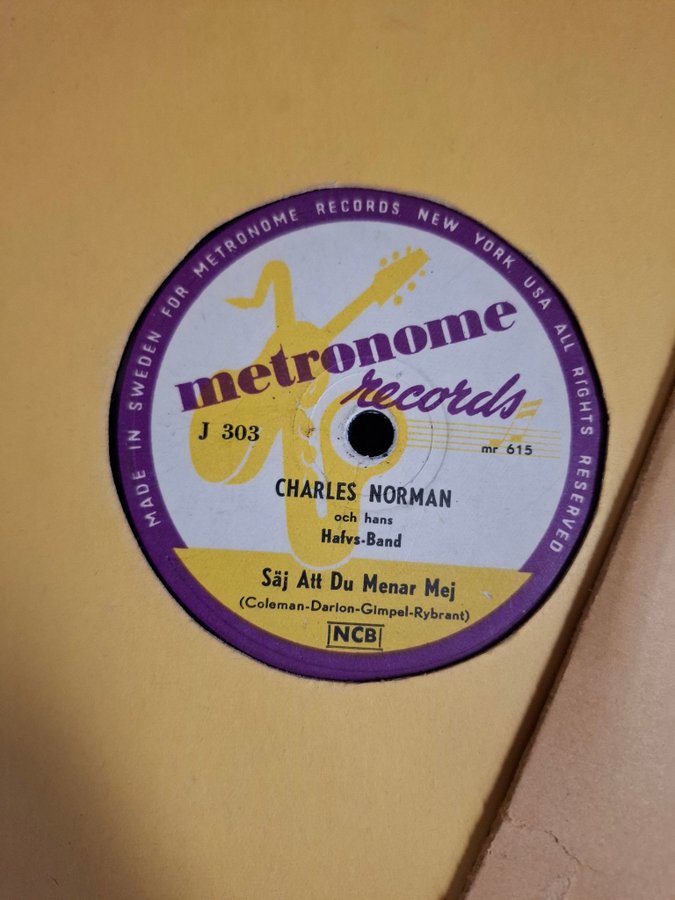 MADE IN SWEDEN FOR METRONOME RECORDS NEW YORK USA ALL RIGHTS RESERVED
metronome
records
J 303
mr 615
CHARLES NORMAN
och hans
Hafvs-Band
Säj Att Du Menar Mej
(Coleman-Darion-Gimpel-Rybrant)
NCB